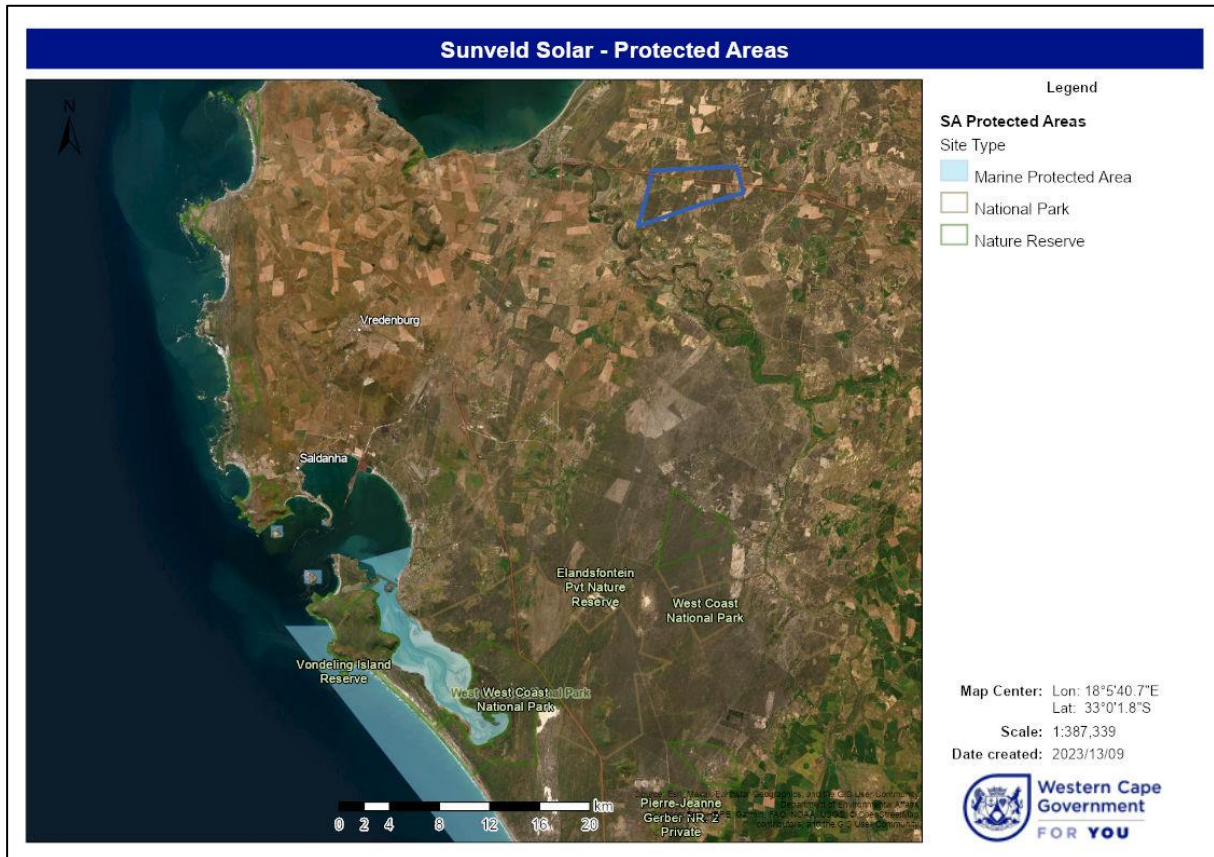 Sunveld Solar - Protected Areas
N
Vredenburg
Saldanha
Elandsfontein
Pvt Nature
Reserve
West Coast
National Park
Vondeling Island
Reserve
West Coast
National Park
Pierre-Jeanne
Gerber NR. 2
Private
km
0 2 4 8 12 16 20
Legend
SA Protected Areas
Site Type
Marine Protected Area
National Park
Nature Reserve
Map Center: Lon: 18°5'40.7"E
Lat: 33°0'1.8"S
Scale: 1:387,339
Date created: 2023/13/09
Western Cape
Government
FOR YOU